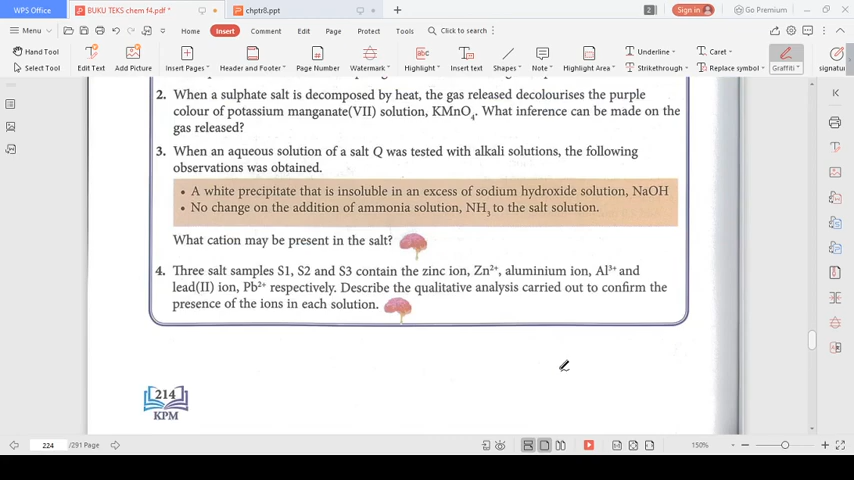 WPS Office
BUKU TEKS chem f4.pdf *
chptr8.ppt
+
2
Sign in
Go Premium
Menu
Home
Insert
Comment
Edit
Page
Protect
Tools
Click to search
Hand Tool
Select Tool
Edit Text
Add Picture
Insert Pages
Header and Footer
Page Number
Watermark
Highlight
Insert text
Shapes
Note
Highlight Area
Underline
Strikethrough
Caret
Replace symbol
Graffiti
signatu
2. When a sulphate salt is decomposed by heat, the gas released decolourises the purple
colour of potassium manganate(VII) solution, KMnO₄. What inference can be made on the
gas released?
3. When an aqueous solution of a salt Q was tested with alkali solutions, the following
observations was obtained.
• A white precipitate that is insoluble in an excess of sodium hydroxide solution, NaOH
• No change on the addition of ammonia solution, NH₃ to the salt solution.
What cation may be present in the salt?
4. Three salt samples S1, S2 and S3 contain the zinc ion, Zn²⁺, aluminium ion, Al³⁺ and
lead(II) ion, Pb²⁺ respectively. Describe the qualitative analysis carried out to confirm the
presence of the ions in each solution.
214
KPM
224 /291 Page
150%